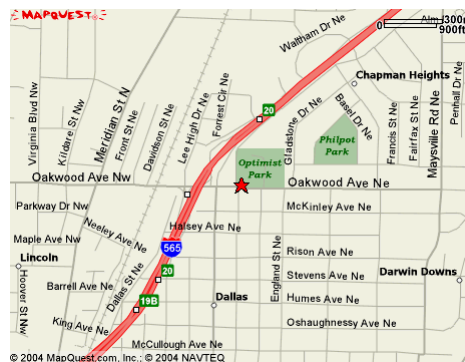 MAPQUEST
Waltham Dr Ne
Alm
300m
900ft
Chapman Heights
Penhall Dr Ne
Virginia Blvd Nw
Kildare St Nw
Meridian St N
Front St Ne
Davidson St Ne
Lee High Dr Ne
Forrest Cir Ne
20
Gladstone Dr Ne
Basel Dr Ne
Philpot
Park
Francis St Ne
Fairfax St Ne
Maysville Rd Ne
Optimist
Park
Oakwood Ave Nw
Oakwood Ave Ne
Parkway Dr Nw
McKinley Ave Ne
Neeley Ave Ne
Halsey Ave Ne
Maple Ave Nw
565
Rison Ave Ne
Lincoln
Dallas St Ne
20
England St Ne
Stevens Ave Ne
Darwin Downs
Hoover St Nw
Barrell Ave Ne
19B
Dallas
Humes Ave Ne
King Ave Ne
Oshaughnessy Ave Ne
McCullough Ave Ne
© 2004 MapQuest.com, Inc.; © 2004 NAVTEQ